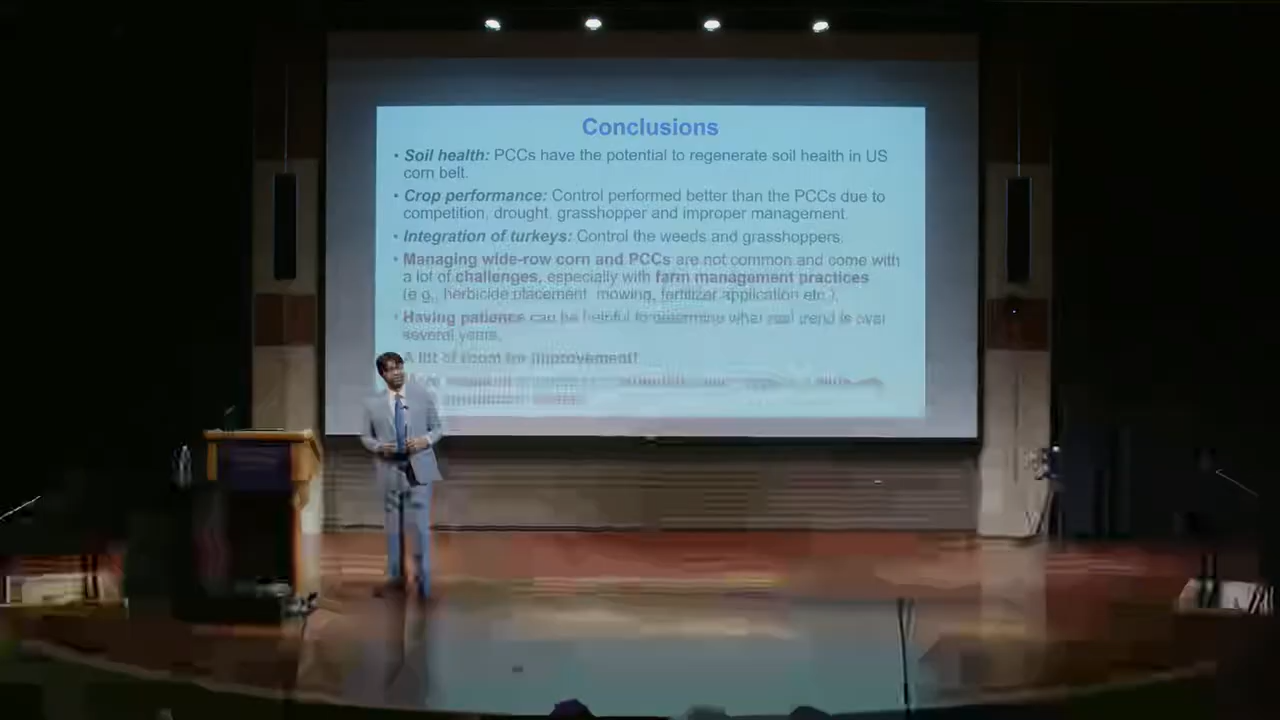 Conclusions
• Soil health: PCCs have the potential to regenerate soil health in US
corn belt.
• Crop performance: Control performed better than the PCCs due to
competition, drought, grasshopper and improper management.
• Integration of turkeys: Control the weeds and grasshoppers.
• Managing wide-row corn and PCCs are not common and come with
a lot of challenges, especially with farm management practices
(e.g., herbicide placement, mowing, fertilizer application etc.).
• Having patience can be helpful to determine what real trend is over
several years.
A lot of room for improvement!